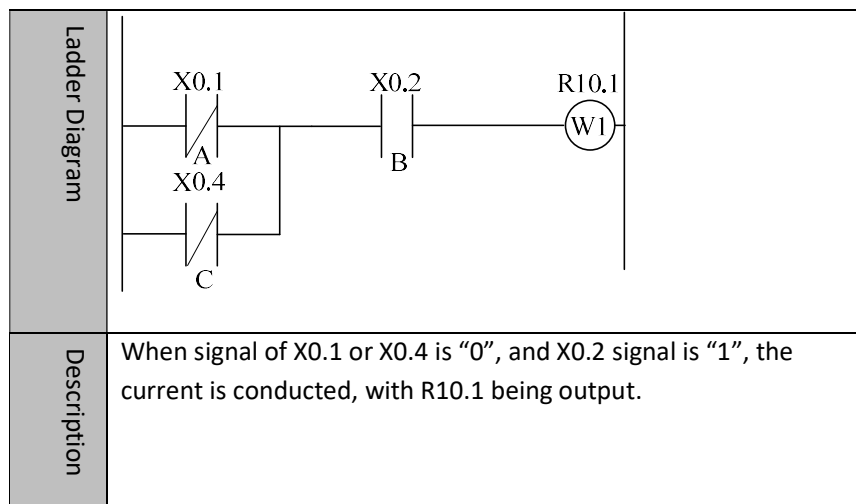 Ladder Diagram
X0.1 X0.2 R10.1
W1
A B
X0.4
C
Description
When signal of X0.1 or X0.4 is “0”, and X0.2 signal is “1”, the
current is conducted, with R10.1 being output.